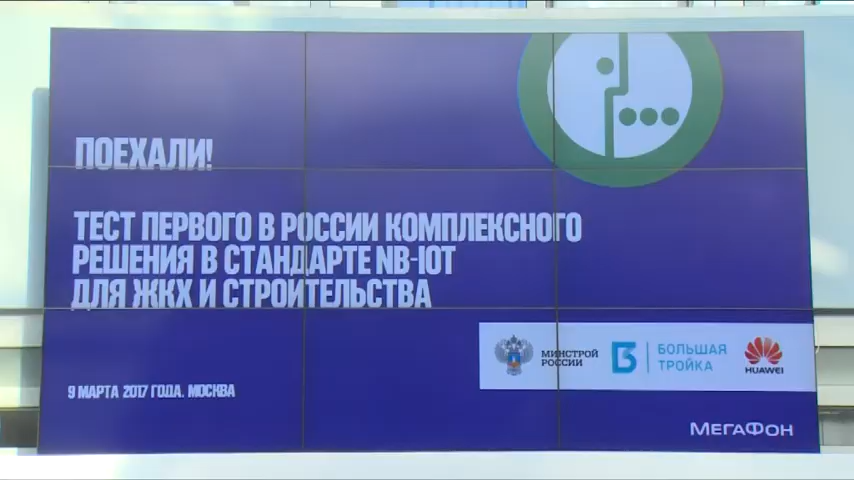 ПОЕХАЛИ!
ТЕСТ ПЕРВОГО В РОССИИ КОМПЛЕКСНОГО
РЕШЕНИЯ В СТАНДАРТЕ NB-IOT
ДЛЯ ЖКХ И СТРОИТЕЛЬСТВА
МИНСТРОЙ
РОССИИ
БОЛЬШАЯ
ТРОЙКА
HUAWEI
9 МАРТА 2017 ГОДА. МОСКВА
МЕГАФОН